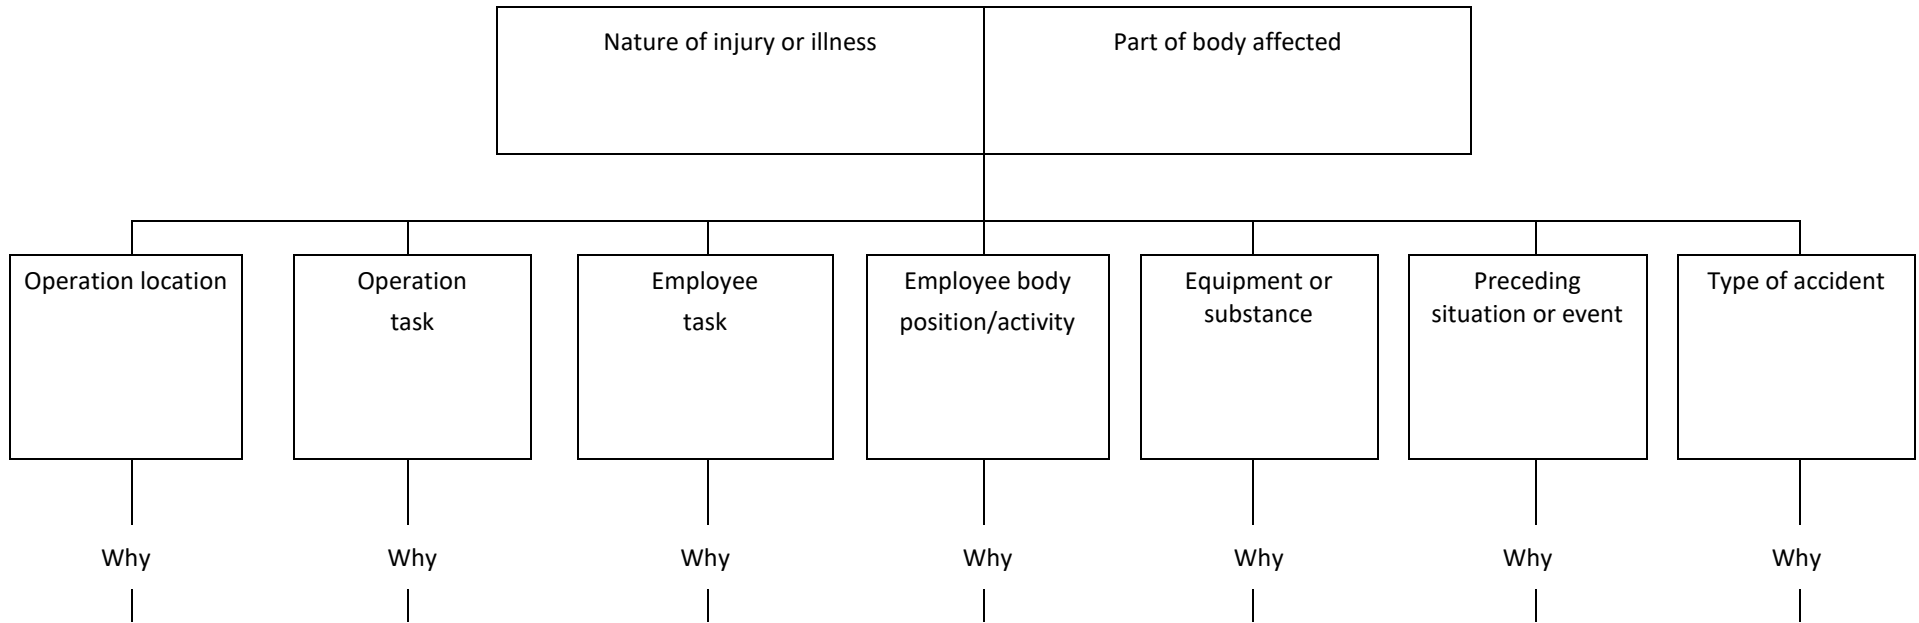 Nature of injury or illness
Part of body affected
Operation location
Operation
task
Employee
task
Employee body
position/activity
Equipment or
substance
Preceding
situation or event
Type of accident
Why
Why
Why
Why
Why
Why
Why